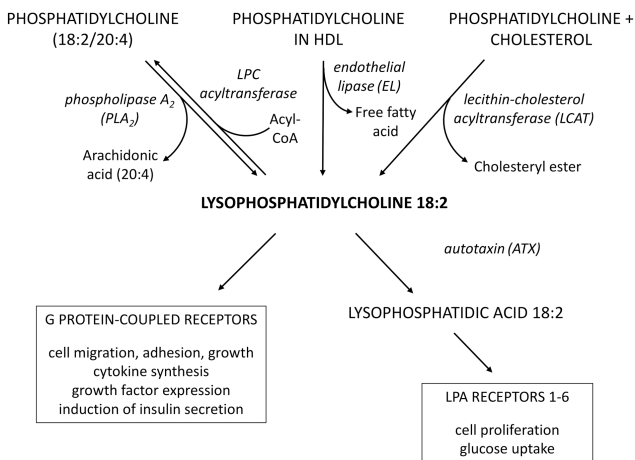 PHOSPHATIDYLCHOLINE
(18:2/20:4)
PHOSPHATIDYLCHOLINE
IN HDL
PHOSPHATIDYLCHOLINE +
CHOLESTEROL
phospholipase A₂
(PLA₂)
LPC
acyltransferase
endothelial
lipase (EL)
lecithin-cholesterol
acyltransferase (LCAT)
Acyl-
CoA
Free fatty
acid
Arachidonic
acid (20:4)
Cholesteryl ester
LYSOPHOSPHATIDYLCHOLINE 18:2
autotaxin (ATX)
G PROTEIN-COUPLED RECEPTORS
cell migration, adhesion, growth
cytokine synthesis
growth factor expression
induction of insulin secretion
LYSOPHOSPHATIDIC ACID 18:2
LPA RECEPTORS 1-6
cell proliferation
glucose uptake